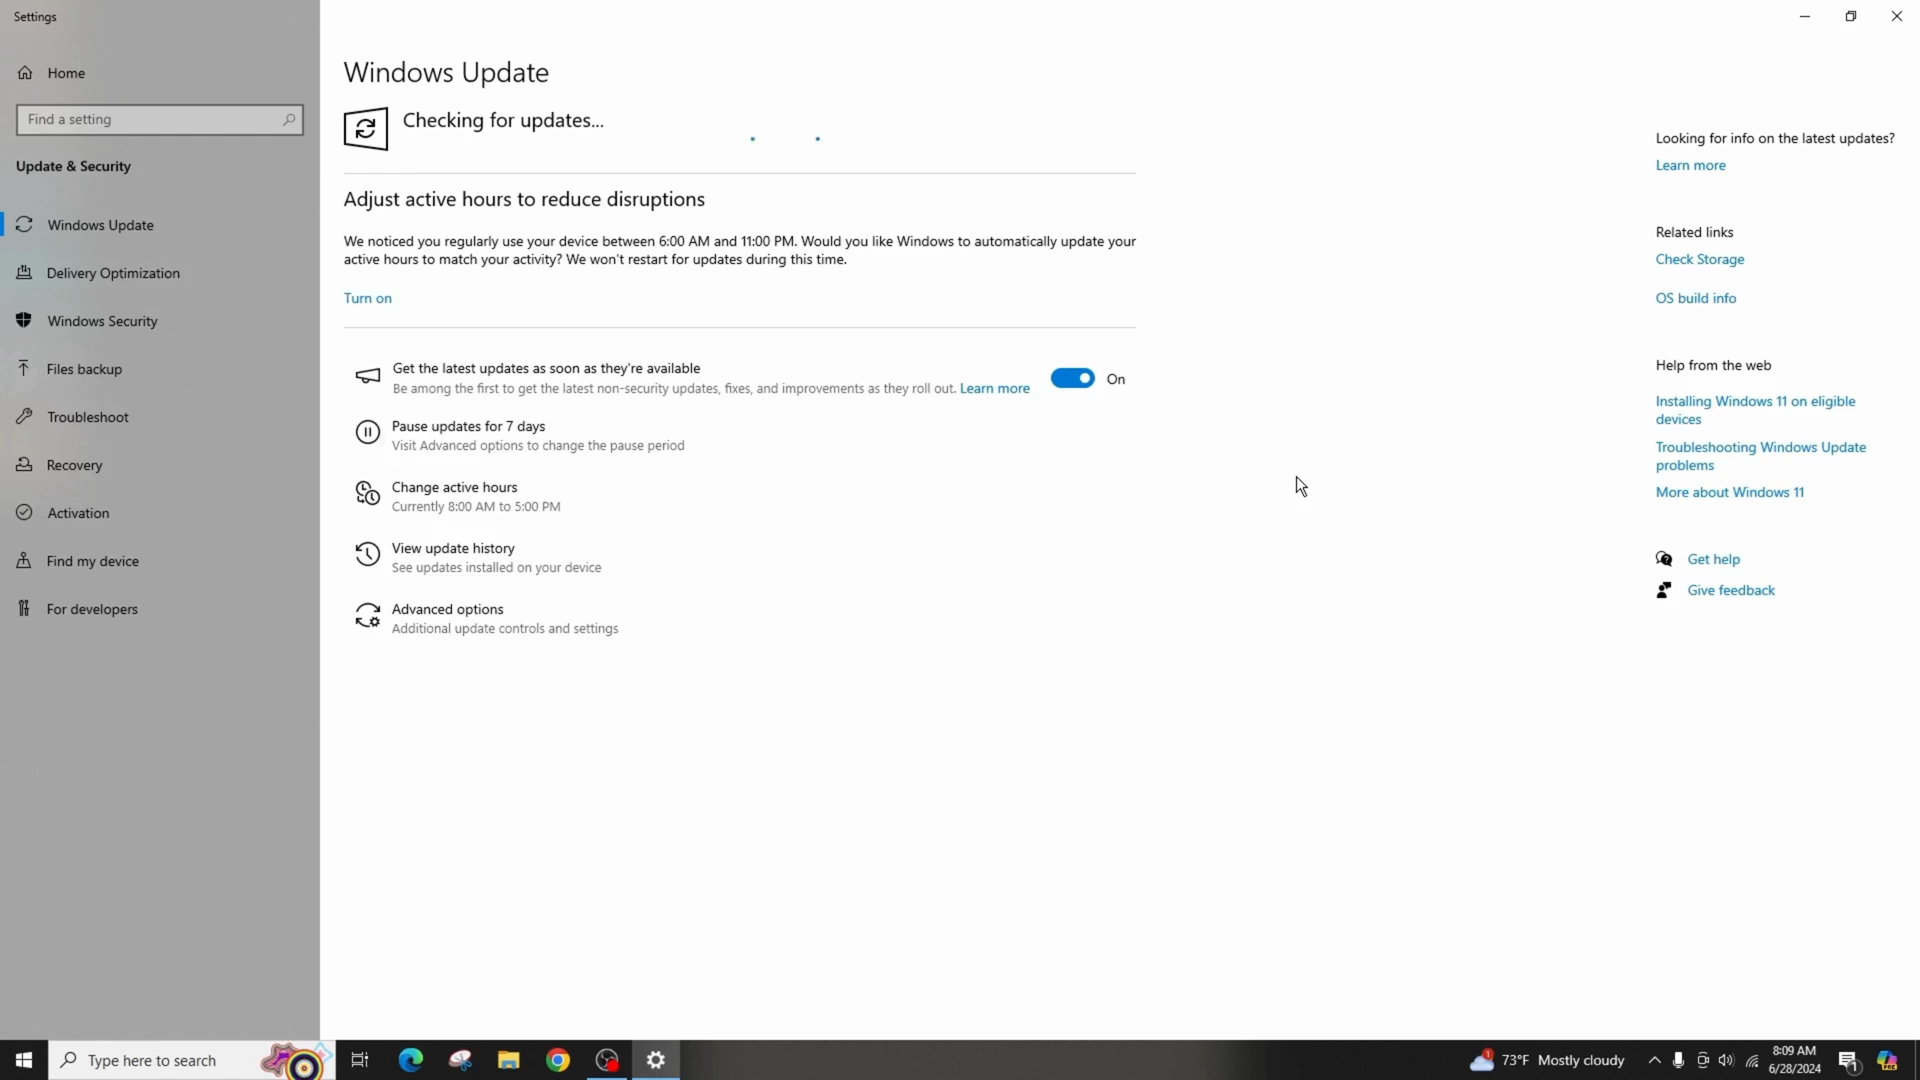 Settings
Home
Find a setting
Update & Security
Windows Update
Delivery Optimization
Windows Security
Files backup
Troubleshoot
Recovery
Activation
Find my device
For developers
Windows Update
Checking for updates...
Adjust active hours to reduce disruptions
We noticed you regularly use your device between 6:00 AM and 11:00 PM. Would you like Windows to automatically update your
active hours to match your activity? We won't restart for updates during this time.
Turn on
Get the latest updates as soon as they're available
Be among the first to get the latest non-security updates, fixes, and improvements as they roll out. Learn more
On
Pause updates for 7 days
Visit Advanced options to change the pause period
Change active hours
Currently 8:00 AM to 5:00 PM
View update history
See updates installed on your device
Advanced options
Additional update controls and settings
Looking for info on the latest updates?
Learn more
Related links
Check Storage
OS build info
Help from the web
Installing Windows 11 on eligible
devices
Troubleshooting Windows Update
problems
More about Windows 11
Get help
Give feedback
Type here to search
1
73°F Mostly cloudy
8:09 AM
6/28/2024
1
PRE